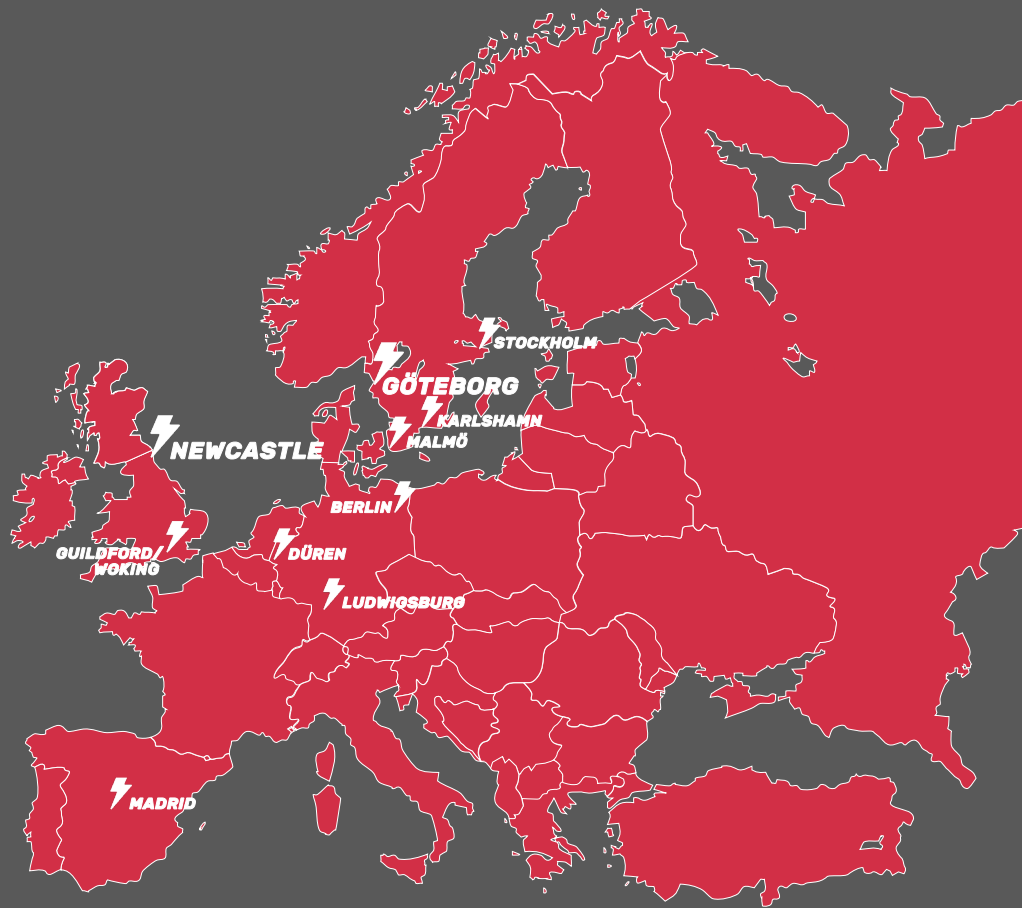 STOCKHOLM
GÖTEBORG
KARLSHAMN
MALMÖ
NEWCASTLE
BERLIN
GUILDFORD/
WOKING
DÜREN
LUDWIGSBURG
MADRID